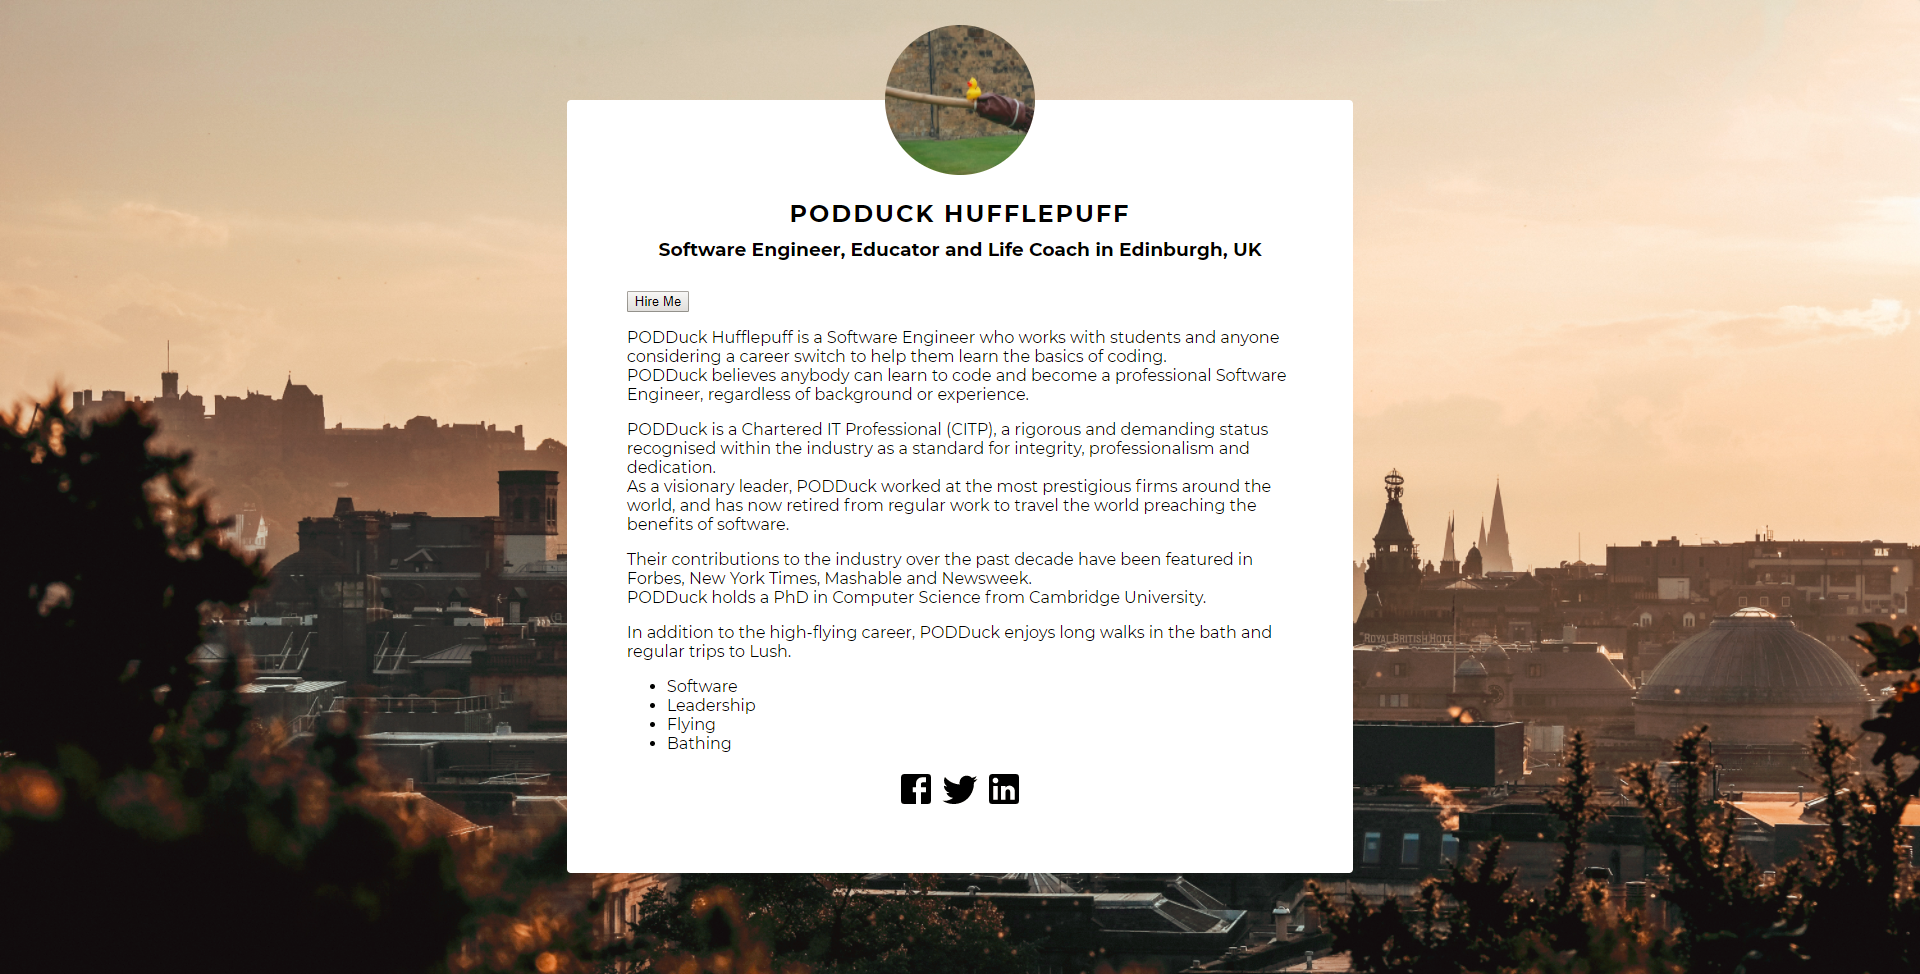 PODDUCK HUFFLEPUFF
Software Engineer, Educator and Life Coach in Edinburgh, UK
Hire Me
PODDuck Hufflepuff is a Software Engineer who works with students and anyone
considering a career switch to help them learn the basics of coding.
PODDuck believes anybody can learn to code and become a professional Software
Engineer, regardless of background or experience.
PODDuck is a Chartered IT Professional (CITP), a rigorous and demanding status
recognised within the industry as a standard for integrity, professionalism and
dedication.
As a visionary leader, PODDuck worked at the most prestigious firms around the
world, and has now retired from regular work to travel the world preaching the
benefits of software.
Their contributions to the industry over the past decade have been featured in
Forbes, New York Times, Mashable and Newsweek.
PODDuck holds a PhD in Computer Science from Cambridge University.
In addition to the high-flying career, PODDuck enjoys long walks in the bath and
regular trips to Lush.
Software
Leadership
Flying
Bathing
ROYAL BRITISH HOTEL